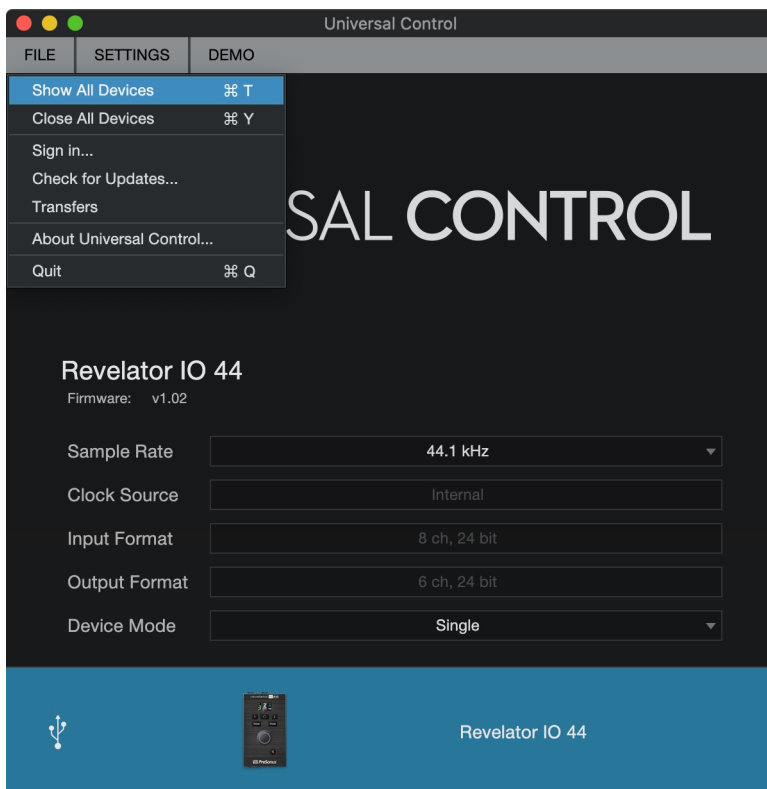 Universal Control
FILE SETTINGS DEMO
Show All Devices ⌘ T
Close All Devices ⌘ Y
Sign in...
Check for Updates...
Transfers
About Universal Control...
Quit ⌘ Q
SAL CONTROL
Revelator IO 44
Firmware: v1.02
Sample Rate 44.1 kHz
Clock Source Internal
Input Format 8 ch, 24 bit
Output Format 6 ch, 24 bit
Device Mode Single
PreSonus
Revelator IO 44